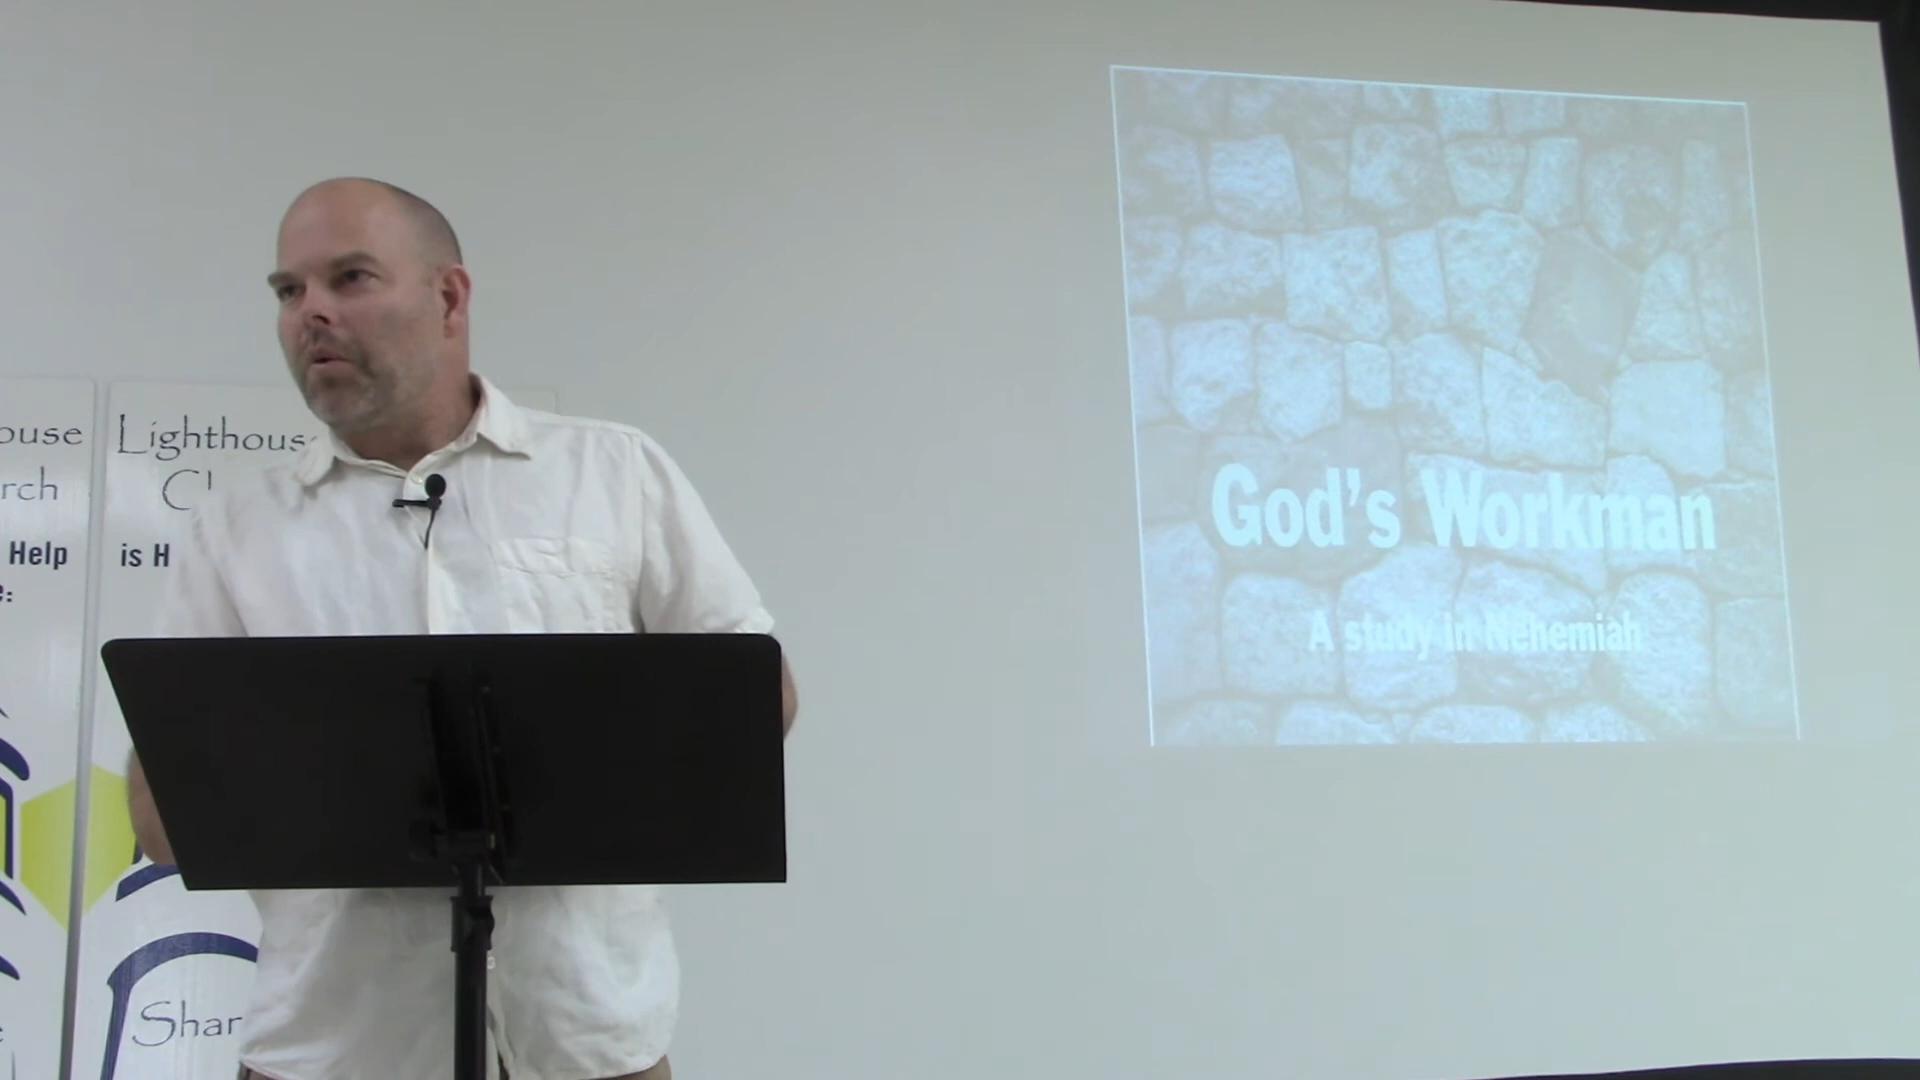 ouse
rch
Help
e:
Lighthous
is H
Shar
God's Workman
A study in Nehemiah